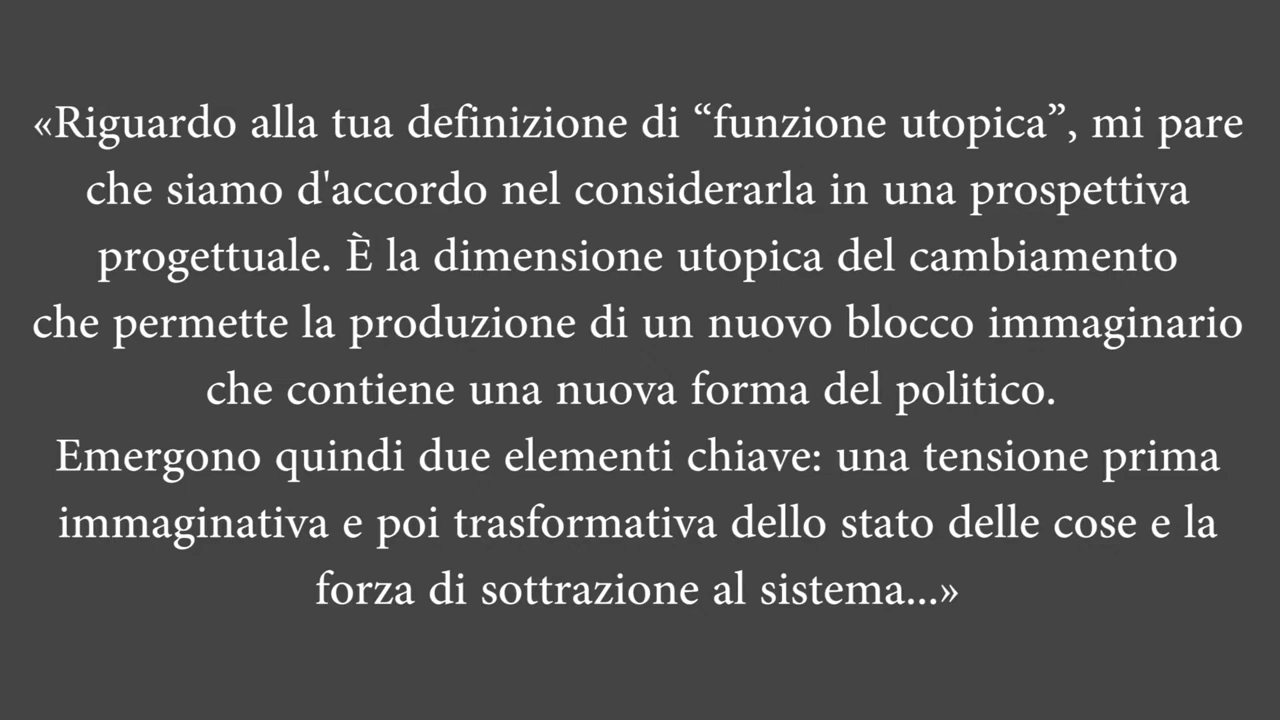 «Riguardo alla tua definizione di “funzione utopica”, mi pare
che siamo d'accordo nel considerarla in una prospettiva
progettuale. È la dimensione utopica del cambiamento
che permette la produzione di un nuovo blocco immaginario
che contiene una nuova forma del politico.
Emergono quindi due elementi chiave: una tensione prima
immaginativa e poi trasformativa dello stato delle cose e la
forza di sottrazione al sistema...»